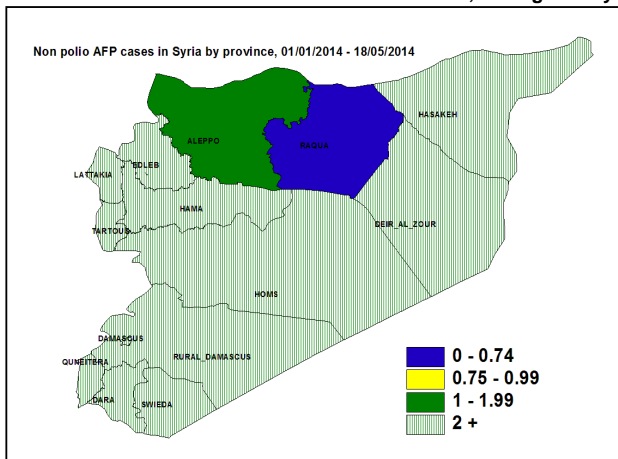 Non polio AFP cases in Syria by province, 01/01/2014 - 18/05/2014
HASAKEH
ALEPPO
RAQUA
EDLEB
LATTAKIA
HAMA
DEIR_AL_ZOUR
TARTOUS
HOMS
DAMASCUS
RURAL_DAMASCUS
QUNEITERA
DARA
SWIEDA
0 - 0.74
0.75 - 0.99
1 - 1.99
2 +